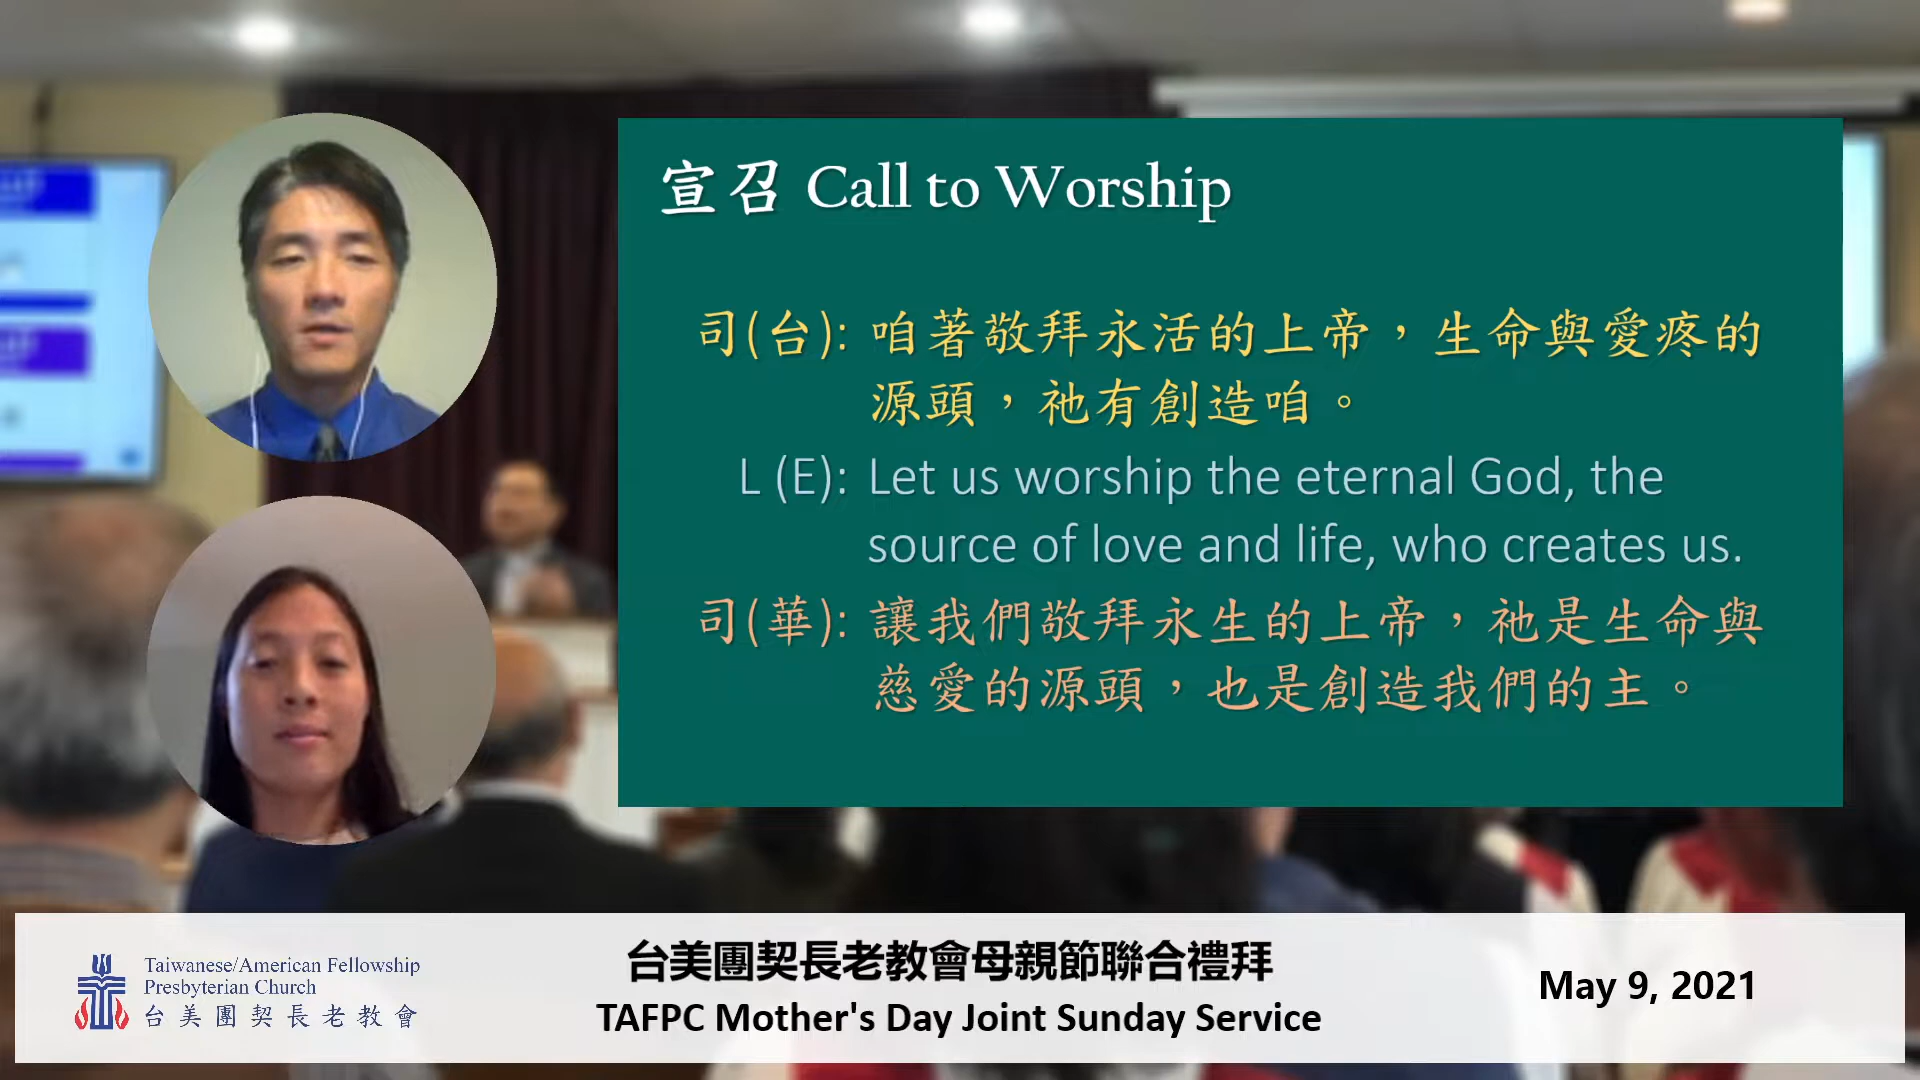 宣召 Call to Worship
司(台): 咱著敬拜永活的上帝，生命與愛疼的
源頭，祂有創造咱。
L (E): Let us worship the eternal God, the
source of love and life, who creates us.
司(華): 讓我們敬拜永生的上帝，祂是生命與
慈愛的源頭，也是創造我們的主。
Taiwanese/American Fellowship
Presbyterian Church
台美團契長老教會
台美團契長老教會母親節聯合禮拜
TAFPC Mother's Day Joint Sunday Service
May 9, 2021